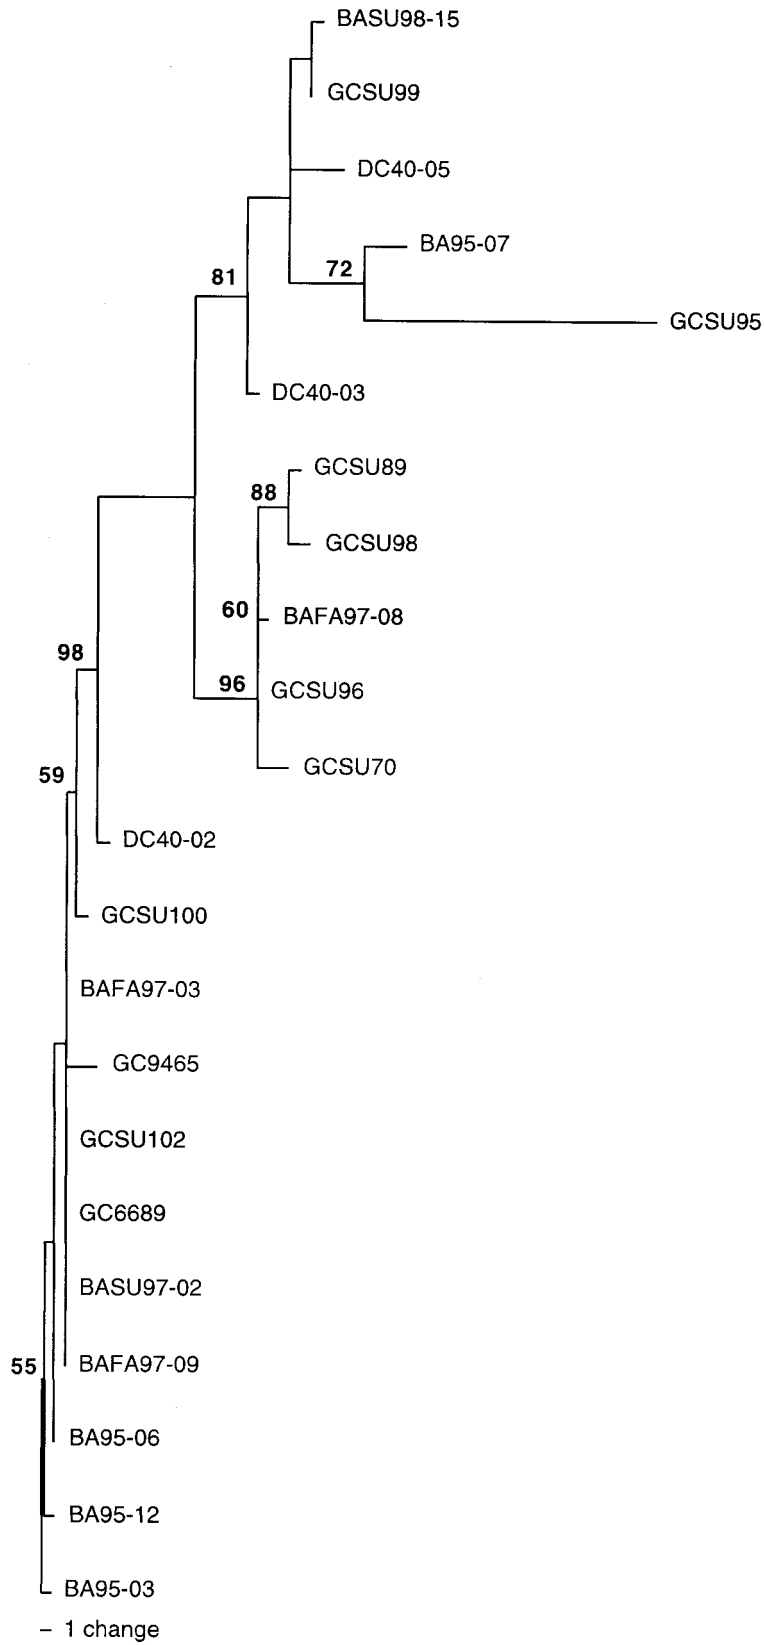 BASU98-15
GCSU99
DC40-05
BA95-07
72
81
GCSU95
DC40-03
GCSU89
88
GCSU98
60
BAFA97-08
96
GCSU96
98
GCSU70
59
DC40-02
GCSU100
BAFA97-03
GC9465
GCSU102
GC6689
BASU97-02
55
BAFA97-09
BA95-06
BA95-12
BA95-03
1 change